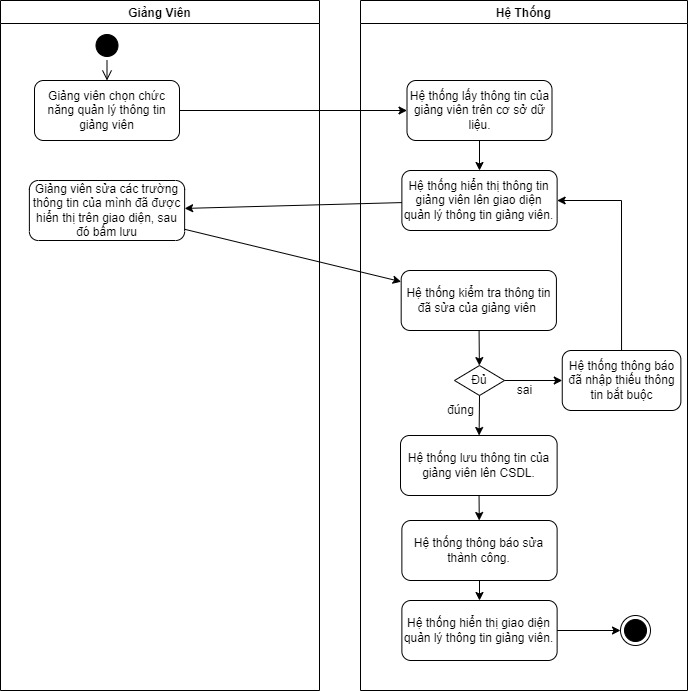 Giảng Viên
Hệ Thống
Giảng viên chọn chức
năng quản lý thông tin
giảng viên
Hệ thống lấy thông tin của
giảng viên trên cơ sở dữ
liệu.
Giảng viên sửa các trường
thông tin của mình đã được
hiển thị trên giao diện, sau
đó bấm lưu
Hệ thống hiển thị thông tin
giảng viên lên giao diện
quản lý thông tin giảng viên.
Hệ thống kiểm tra thông tin
đã sửa của giảng viên
Đủ
sai
Hệ thống thông báo
đã nhập thiếu thông
tin bắt buộc
đúng
Hệ thống lưu thông tin của
giảng viên lên CSDL.
Hệ thống thông báo sửa
thành công.
Hệ thống hiển thị giao diện
quản lý thông tin giảng viên.